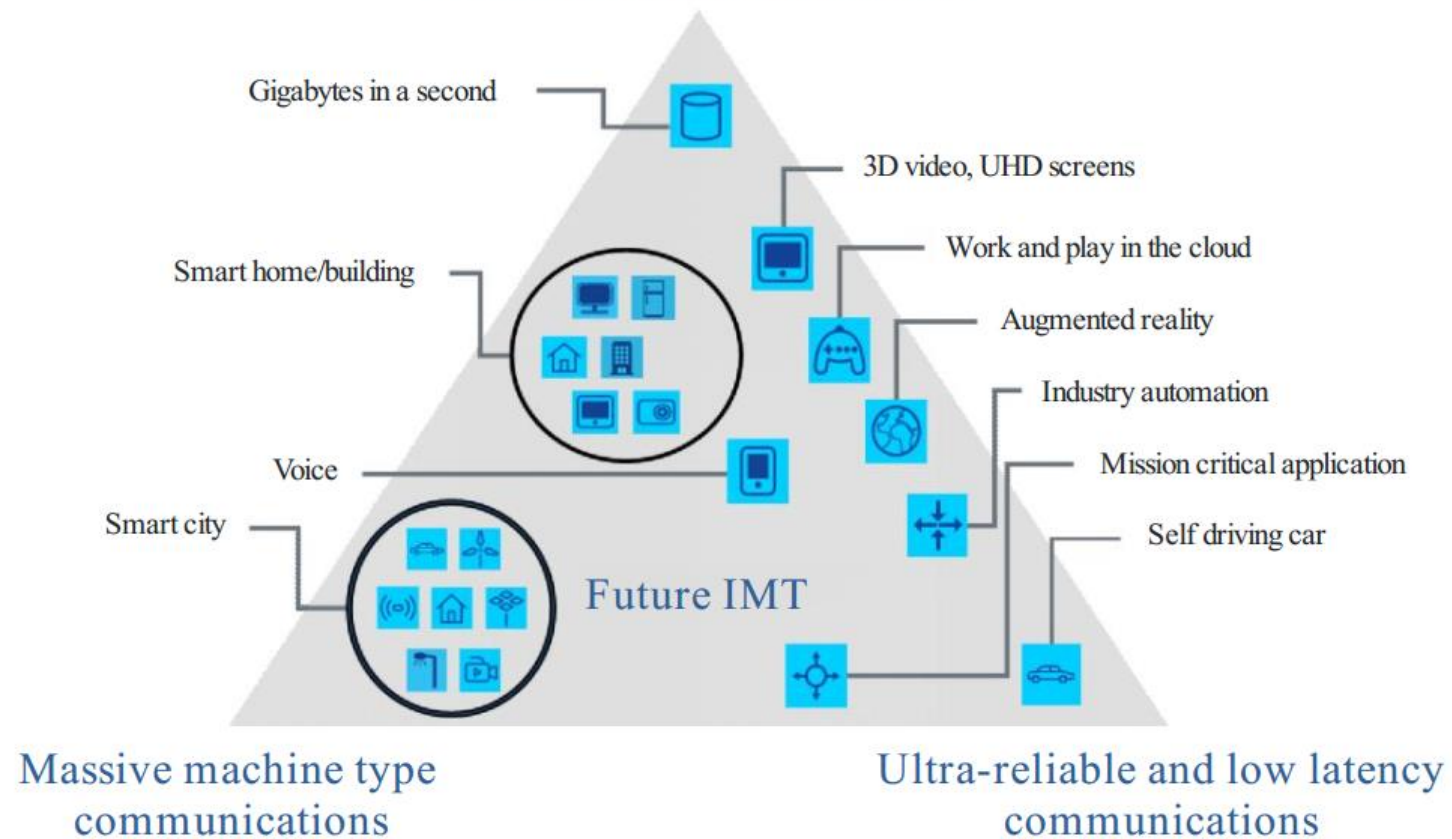 Gigabytes in a second
3D video, UHD screens
Work and play in the cloud
Smart home/building
Augmented reality
Industry automation
Voice
Mission critical application
Smart city
Self driving car
Future IMT
Massive machine type
communications
Ultra-reliable and low latency
communications